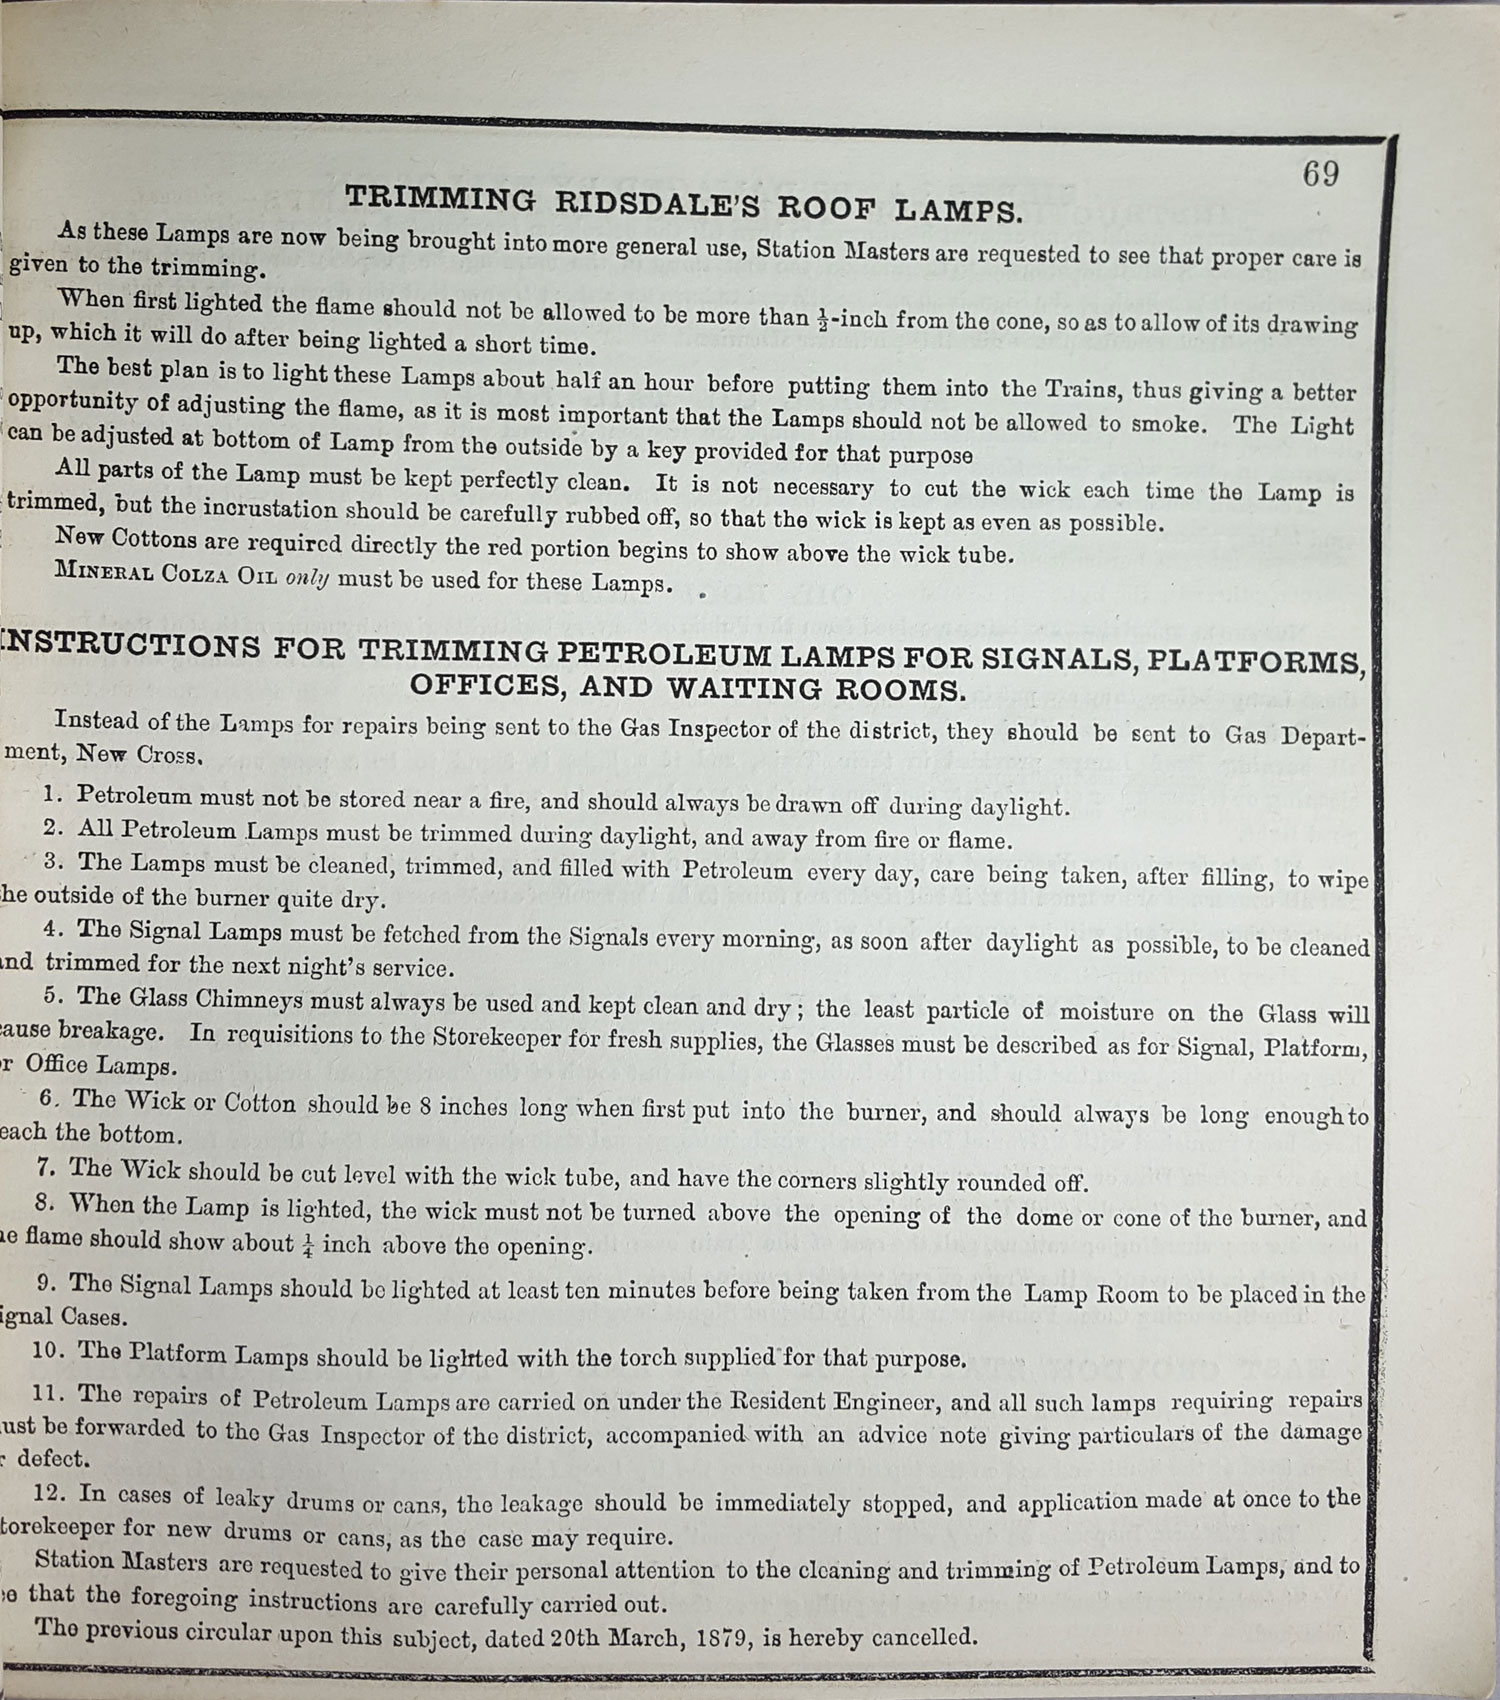 69
TRIMMING RIDSDALE'S ROOF LAMPS.
As these Lamps are now being brought into more general use, Station Masters are requested to see that proper care is
given to the trimming.
When first lighted the flame should not be allowed to be more than ½-inch from the cone, so as to allow of its drawing
up, which it will do after being lighted a short time.
The best plan is to light these Lamps about half an hour before putting them into the Trains, thus giving a better
opportunity of adjusting the flame, as it is most important that the Lamps should not be allowed to smoke. The Light
can be adjusted at bottom of Lamp from the outside by a key provided for that purpose
All parts of the Lamp must be kept perfectly clean. It is not necessary to cut the wick each time the Lamp is
trimmed, but the incrustation should be carefully rubbed off, so that the wick is kept as even as possible.
New Cottons are required directly the red portion begins to show above the wick tube.
MINERAL COLZA OIL only must be used for these Lamps.
INSTRUCTIONS FOR TRIMMING PETROLEUM LAMPS FOR SIGNALS, PLATFORMS,
OFFICES, AND WAITING ROOMS.
Instead of the Lamps for repairs being sent to the Gas Inspector of the district, they should be sent to Gas Depart-
ment, New Cross.
1. Petroleum must not be stored near a fire, and should always be drawn off during daylight.
2. All Petroleum Lamps must be trimmed during daylight, and away from fire or flame.
3. The Lamps must be cleaned, trimmed, and filled with Petroleum every day, care being taken, after filling, to wipe
he outside of the burner quite dry.
4. The Signal Lamps must be fetched from the Signals every morning, as soon after daylight as possible, to be cleaned
nd trimmed for the next night's service.
5. The Glass Chimneys must always be used and kept clean and dry; the least particle of moisture on the Glass will
ause breakage. In requisitions to the Storekeeper for fresh supplies, the Glasses must be described as for Signal, Platform,
r Office Lamps.
6. The Wick or Cotton should be 8 inches long when first put into the burner, and should always be long enough to
each the bottom.
7. The Wick should be cut level with the wick tube, and have the corners slightly rounded off.
8. When the Lamp is lighted, the wick must not be turned above the opening of the dome or cone of the burner, and
e flame should show about ¼ inch above the opening.
9. The Signal Lamps should be lighted at least ten minutes before being taken from the Lamp Room to be placed in the
ignal Cases.
10. The Platform Lamps should be lighted with the torch supplied for that purpose.
11. The repairs of Petroleum Lamps are carried on under the Resident Engineer, and all such lamps requiring repairs
ust be forwarded to the Gas Inspector of the district, accompanied with an advice note giving particulars of the damage
r defect.
12. In cases of leaky drums or cans, the leakage should be immediately stopped, and application made at once to the
torekeeper for new drums or cans, as the case may require.
Station Masters are requested to give their personal attention to the cleaning and trimming of Petroleum Lamps, and to
e that the foregoing instructions are carefully carried out.
The previous circular upon this subject, dated 20th March, 1879, is hereby cancelled.